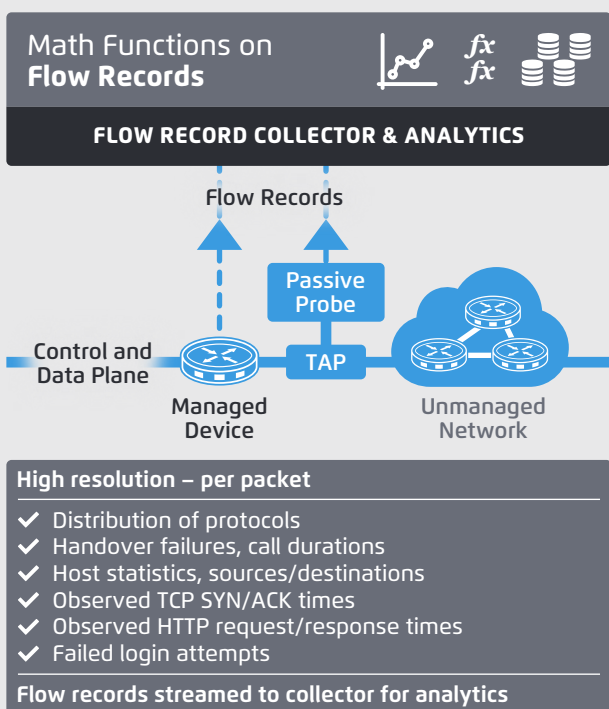 Math Functions on
Flow Records
fx
fx
FLOW RECORD COLLECTOR & ANALYTICS
Flow Records
Passive
Probe
Control and
Data Plane
TAP
Managed
Device
Unmanaged
Network
High resolution – per packet
Distribution of protocols
Handover failures, call durations
Host statistics, sources/destinations
Observed TCP SYN/ACK times
Observed HTTP request/response times
Failed login attempts
Flow records streamed to collector for analytics